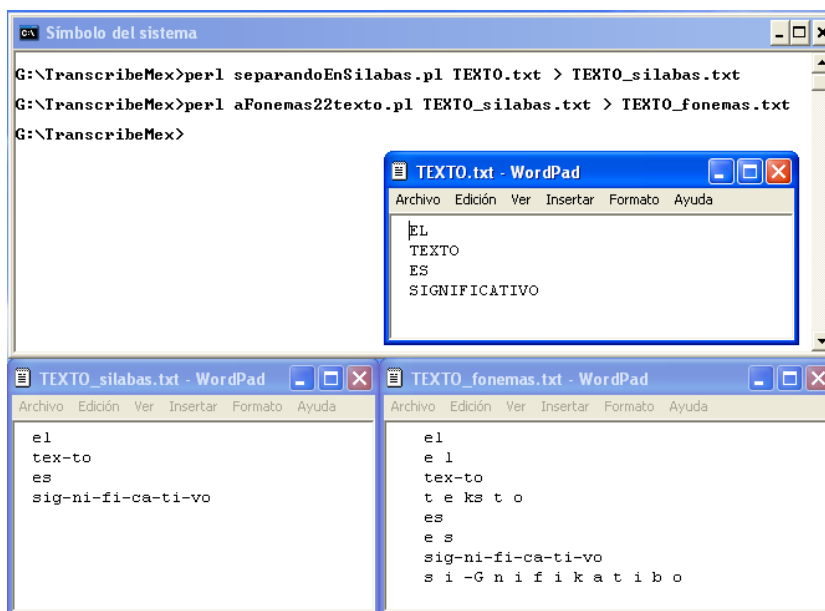 Símbolo del sistema
G:\TranscribeMex>perl separandoEnSilabas.pl TEXTO.txt > TEXTO_silabas.txt
G:\TranscribeMex>perl aFonemas22texto.pl TEXTO_silabas.txt > TEXTO_fonemas.txt
G:\TranscribeMex>
TEXTO.txt - WordPad
Archivo Edición Ver Insertar Formato Ayuda
EL
TEXTO
ES
SIGNIFICATIVO
TEXTO_silabas.txt - WordPad
Archivo Edición Ver Insertar Formato Ayuda
el
tex-to
es
sig-ni-fi-ca-ti-vo
TEXTO_fonemas.txt - WordPad
Archivo Edición Ver Insertar Formato Ayuda
el
e l
tex-to
t e ks t o
es
e s
sig-ni-fi-ca-ti-vo
s i -G n i f i k a t i b o